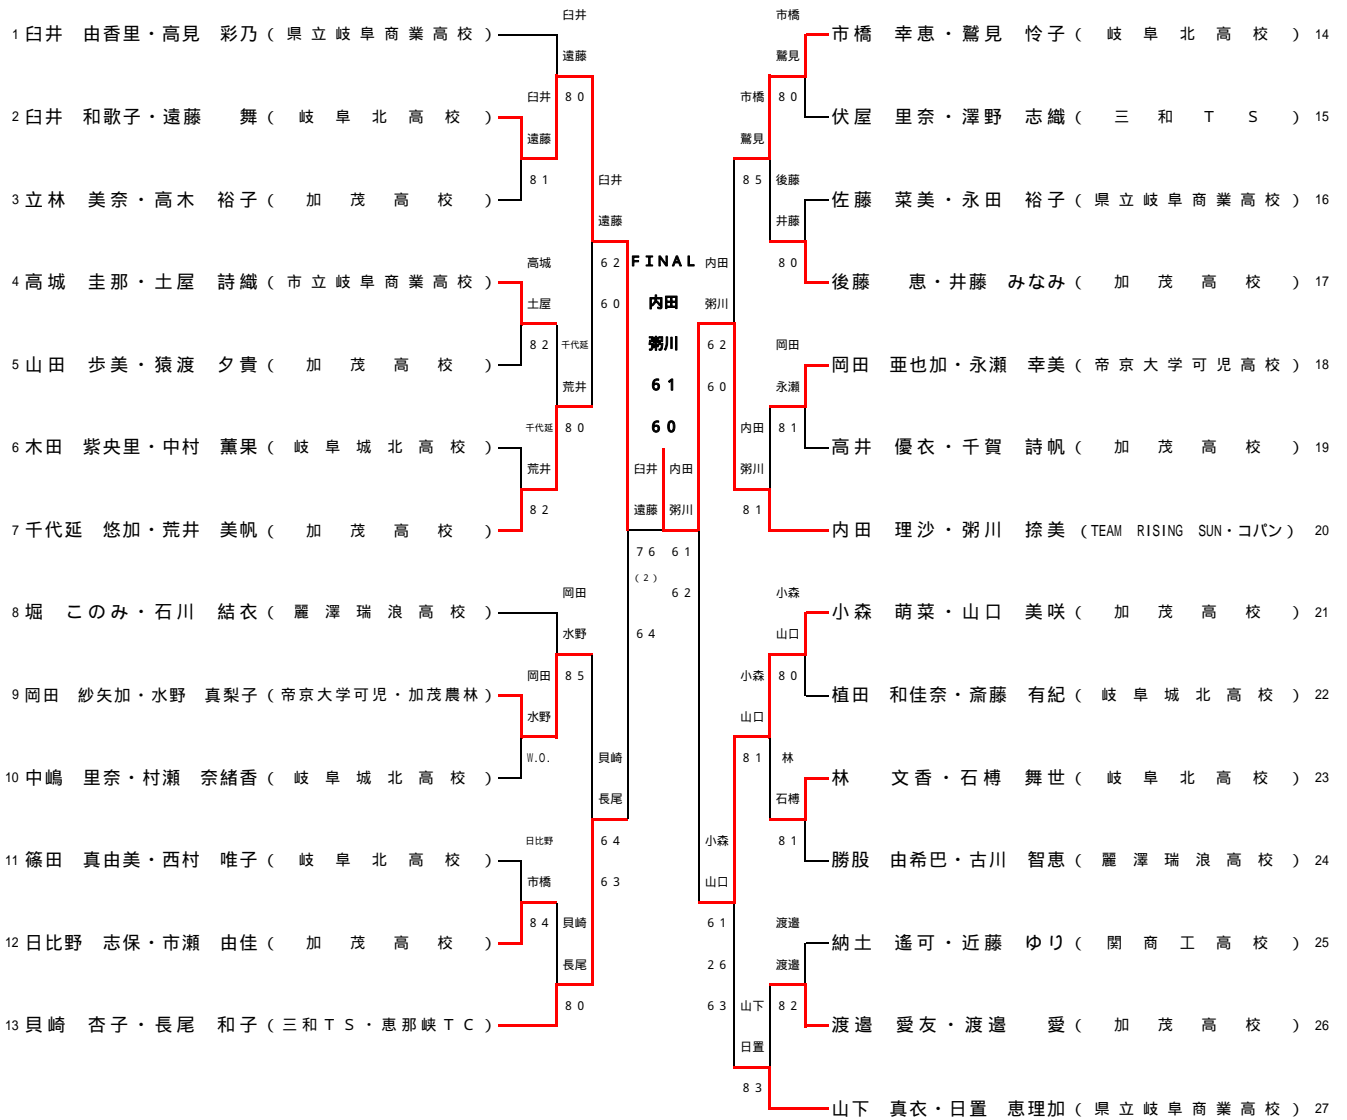 1 臼井 由香里・高見 彩乃 ( 県立岐阜商業高校 )
2 臼井 和歌子・遠藤 舞 ( 岐阜北高校 )
3 立林 美奈・高木 裕子 ( 加茂高校 )
4 高城 圭那・土屋 詩織 ( 市立岐阜商業高校 )
5 山田 歩美・猿渡 夕貴 ( 加茂高校 )
6 木田 紫央里・中村 薫果 ( 岐阜城北高校 )
7 千代延 悠加・荒井 美帆 ( 加茂高校 )
8 堀 このみ・石川 結衣 ( 麗澤瑞浪高校 )
9 岡田 紗矢加・水野 真梨子 ( 帝京大学可児・加茂農林 )
10 中嶋 里奈・村瀬 奈緒香 ( 岐阜城北高校 )
11 篠田 真由美・西村 唯子 ( 岐阜北高校 )
12 日比野 志保・市瀬 由佳 ( 加茂高校 )
13 貝崎 杏子・長尾 和子 ( 三和TS・恵那峡TC )
臼井
遠藤
80
臼井
遠藤
81
高城
土屋
82
千代延
荒井
80
千代延
荒井
82
臼井
遠藤
62
60
岡田
水野
85
岡田
水野
W.O.
日比野
市橋
84
貝崎
長尾
80
貝崎
長尾
64
63
臼井
遠藤
76
(2)
64
FINAL
内田
粥川
61
60
内田
粥川
61
62
内田
粥川
62
60
小森
山口
61
26
63
市橋
鷲見
85
内田
粥川
81
小森
山口
81
山下
日置
83
市橋
鷲見
80
後藤
井藤
80
岡田
永瀬
81
小森
山口
80
林
石榑
81
渡邉
渡邉
82
市橋 幸恵・鷲見 怜子 ( 岐阜北高校 ) 14
伏屋 里奈・澤野 志織 ( 三和TS ) 15
佐藤 菜美・永田 裕子 ( 県立岐阜商業高校 ) 16
後藤 恵・井藤 みなみ ( 加茂高校 ) 17
岡田 亜也加・永瀬 幸美 ( 帝京大学可児高校 ) 18
高井 優衣・千賀 詩帆 ( 加茂高校 ) 19
内田 理沙・粥川 捺美 (TEAM RISING SUN・コパン) 20
小森 萌菜・山口 美咲 ( 加茂高校 ) 21
植田 和佳奈・斎藤 有紀 ( 岐阜城北高校 ) 22
林 文香・石榑 舞世 ( 岐阜北高校 ) 23
勝股 由希巴・古川 智恵 ( 麗澤瑞浪高校 ) 24
納土 遙可・近藤 ゆり ( 関商工高校 ) 25
渡邉 愛友・渡邉 愛 ( 加茂高校 ) 26
山下 真衣・日置 恵理加 ( 県立岐阜商業高校 ) 27